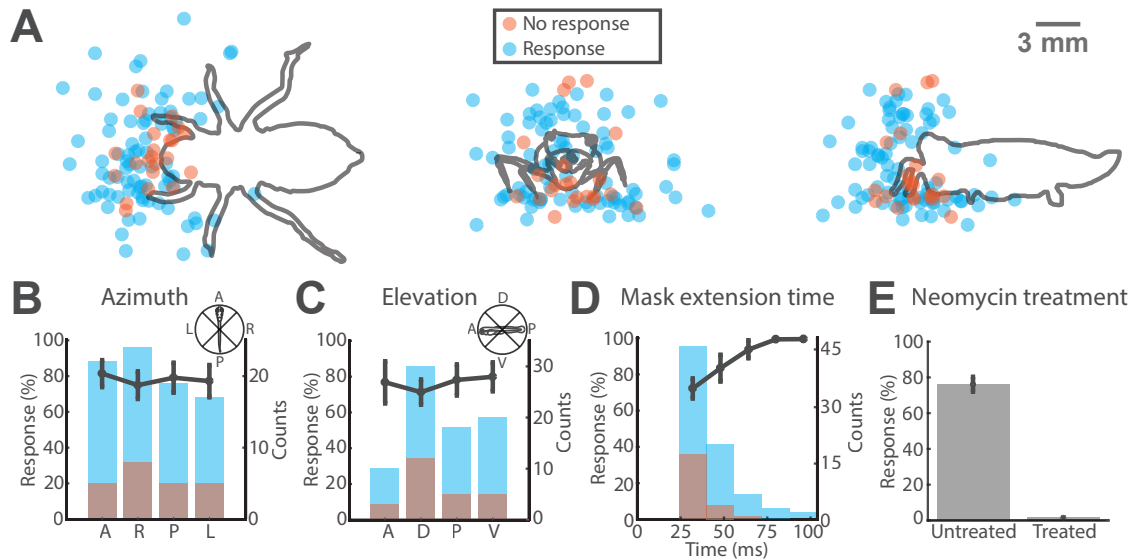 A
No response
Response
3 mm
B Azimuth
A
L R
P
Response (%)
100
80
60
40
20
0
20
10
0
Counts
A R P L
C Elevation
D
A P
V
Response (%)
100
80
60
40
20
0
30
20
10
0
Counts
A D P V
D Mask extension time
Response (%)
100
80
60
40
20
0
45
30
15
0
Counts
0 25 50 75 100
Time (ms)
E Neomycin treatment
Response (%)
100
80
60
40
20
0
Untreated Treated